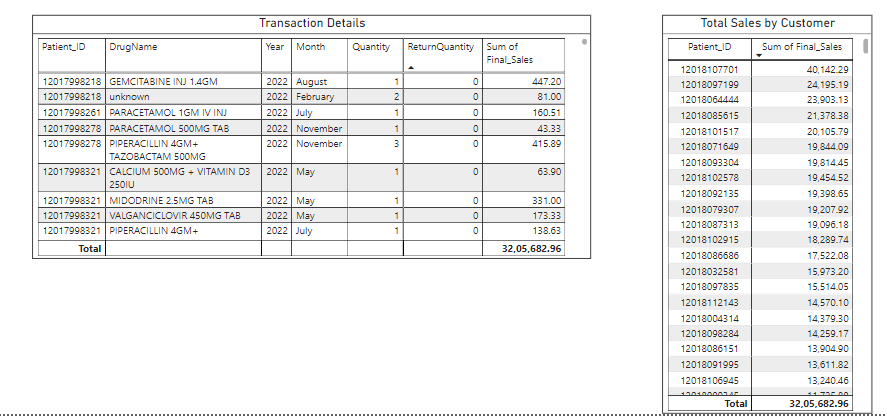 Transaction Details
Patient_ID DrugName Year Month Quantity ReturnQuantity Sum of
Final_Sales
12017998218 GEMCITABINE INJ 1.4GM 2022 August 1 0 447.20
12017998218 unknown 2022 February 2 0 81.00
12017998261 PARACETAMOL 1GM IV INJ 2022 July 1 0 160.51
12017998278 PARACETAMOL 500MG TAB 2022 November 1 0 43.33
12017998278 PIPERACILLIN 4GM+ 2022 November 3 0 415.89
TAZOBACTAM 500MG
12017998321 CALCIUM 500MG + VITAMIN D3 2022 May 1 0 63.90
250IU
12017998321 MIDODRINE 2.5MG TAB 2022 May 1 0 331.00
12017998321 VALGANCICLOVIR 450MG TAB 2022 May 1 0 173.33
12017998321 PIPERACILLIN 4GM+ 2022 July 1 0 138.63
Total 32,05,682.96
Total Sales by Customer
Patient_ID Sum of Final_Sales
12018107701 40,142.29
12018097199 24,195.19
12018064444 23,903.13
12018085615 21,378.38
12018101517 20,105.79
12018071649 19,844.09
12018093304 19,814.45
12018102578 19,454.52
12018092135 19,398.65
12018079307 19,207.92
12018087313 19,096.18
12018102915 18,289.74
12018086686 17,522.08
12018032581 15,973.20
12018097835 15,514.05
12018112143 14,570.10
12018004314 14,379.30
12018098284 14,259.17
12018086151 13,904.90
12018091995 13,611.82
12018106945 13,240.46
Total 32,05,682.96